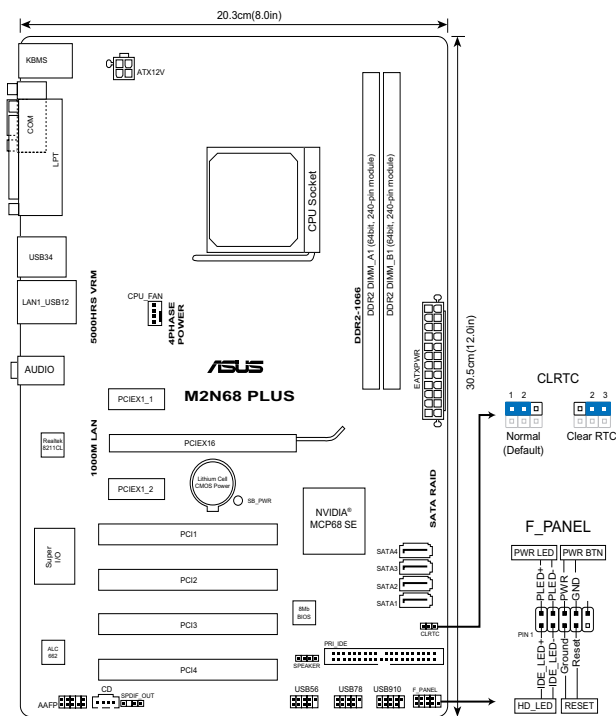 20.3cm(8.0in)
KBMS
ATX12V
COM
LPT
CPU Socket
DDR2 DIMM_A1 (64bit, 240-pin module)
DDR2 DIMM_B1 (64bit, 240-pin module)
DDR2-1066
USB34
LAN1_USB12
5000HRS VRM
CPU_FAN
4PHASE
POWER
EATXPWR
30.5cm(12.0in)
AUDIO
ASUS
M2N68 PLUS
PCIEX1_1
Realtek
8211CL
1000M LAN
PCIEX16
PCIEX1_2
Lithium Cell
CMOS Power
SB_PWR
NVIDIA®
MCP68 SE
SATA RAID
Super
I/O
PCI1
PCI2
PCI3
PCI4
SATA4
SATA3
SATA2
SATA1
8Mb
BIOS
CLRTC
PRI_IDE
SPEAKER
ALC
662
AAFP
CD
SPDIF_OUT
USB56
USB78
USB910
F_PANEL
CLRTC
1 2
2 3
Normal
(Default)
Clear RTC
F_PANEL
PWR LED
PWR BTN
PLED+
PLED-
PWR
GND
PIN 1
IDE_LED+
IDE_LED-
Ground
Reset
HD_LED
RESET